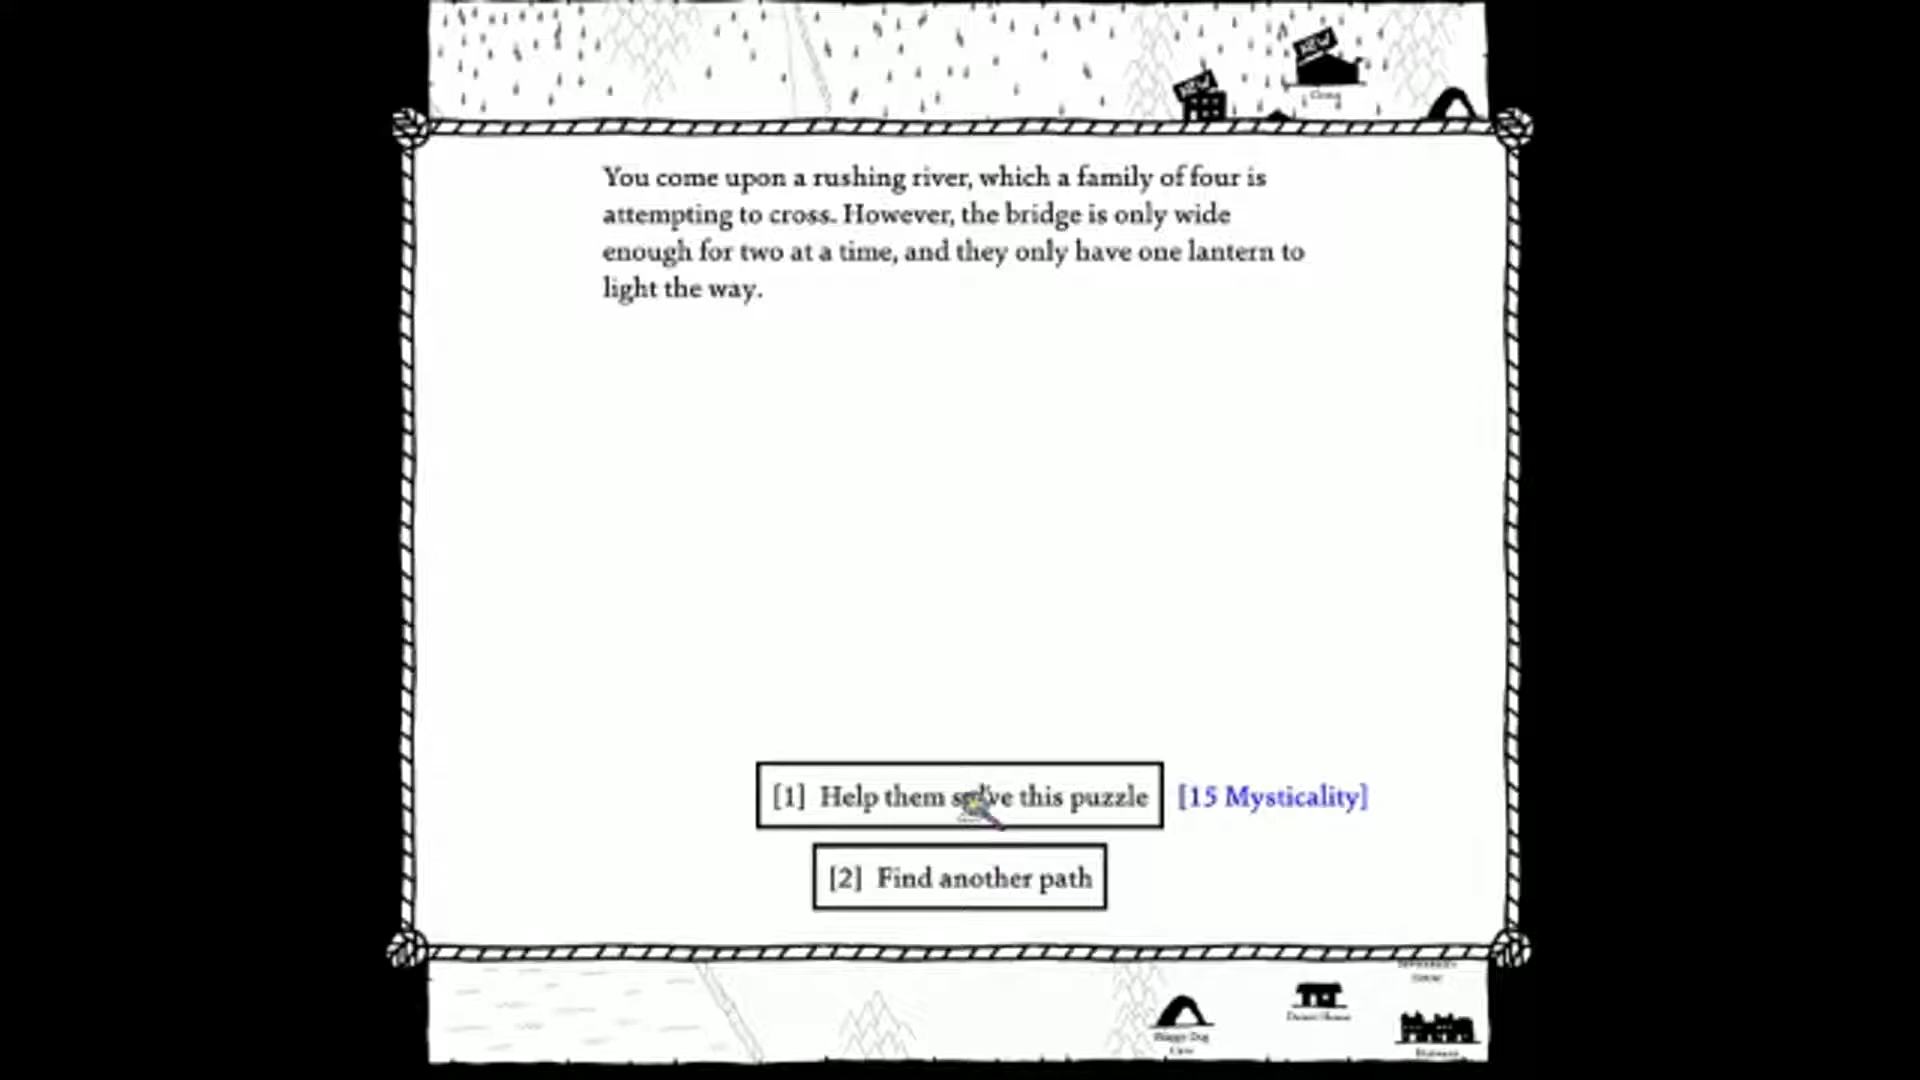 NEW
NEW
You come upon a rushing river, which a family of four is
attempting to cross. However, the bridge is only wide
enough for two at a time, and they only have one lantern to
light the way.
[1] Help them solve this puzzle [15 Mysticality]
[2] Find another path